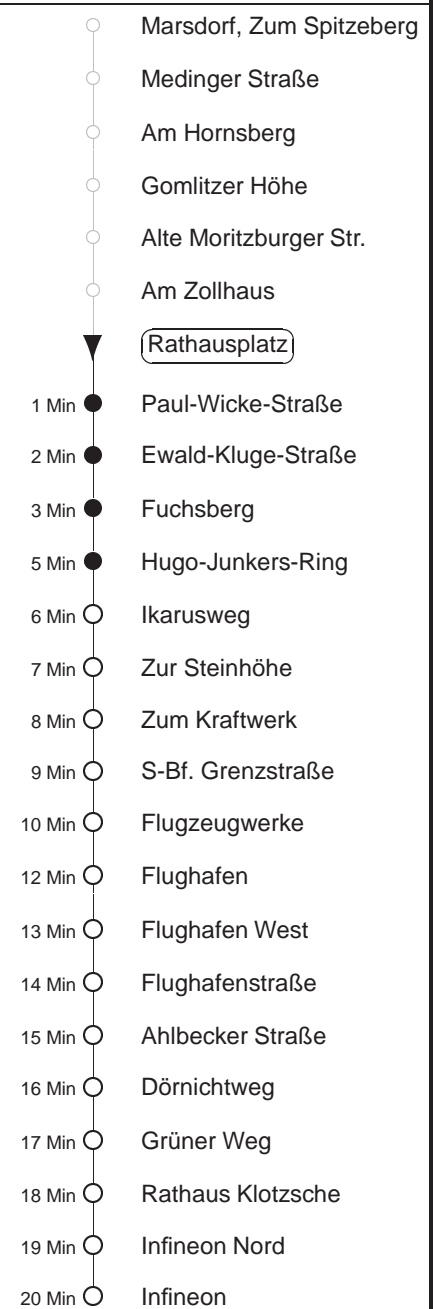 Marsdorf, Zum Spitzeberg
Medinger Straße
Am Hornsberg
Gomlitzer Höhe
Alte Moritzburger Str.
Am Zollhaus
Rathausplatz
1 Min Paul-Wicke-Straße
2 Min Ewald-Kluge-Straße
3 Min Fuchsberg
5 Min Hugo-Junkers-Ring
6 Min Ikarusweg
7 Min Zur Steinhöhe
8 Min Zum Kraftwerk
9 Min S-Bf. Grenzstraße
10 Min Flugzeugwerke
12 Min Flughafen
13 Min Flughafen West
14 Min Flughafenstraße
15 Min Ahlbecker Straße
16 Min Dörnichtweg
17 Min Grüner Weg
18 Min Rathaus Klotzsche
19 Min Infineon Nord
20 Min Infineon